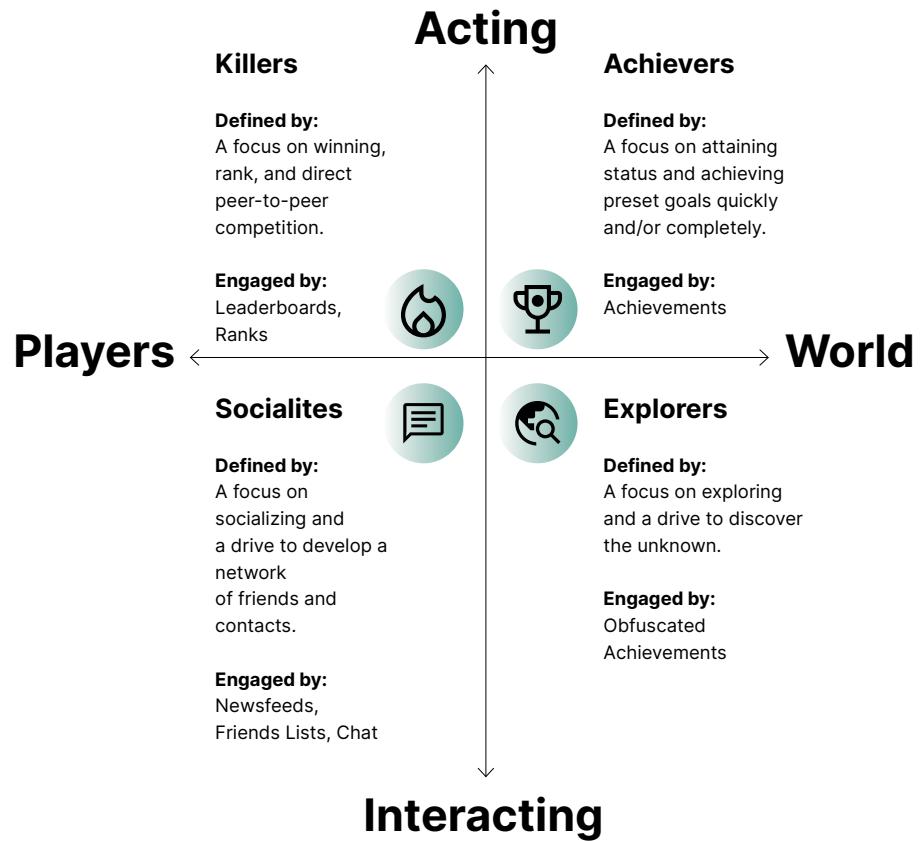 Acting
Killers
Defined by:
A focus on winning,
rank, and direct
peer-to-peer
competition.
Engaged by:
Leaderboards,
Ranks
Achievers
Defined by:
A focus on attaining
status and achieving
preset goals quickly
and/or completely.
Engaged by:
Achievements
Players
World
Socialites
Defined by:
A focus on
socializing and
a drive to develop a
network
of friends and
contacts.
Engaged by:
Newsfeeds,
Friends Lists, Chat
Explorers
Defined by:
A focus on exploring
and a drive to discover
the unknown.
Engaged by:
Obfuscated
Achievements
Interacting